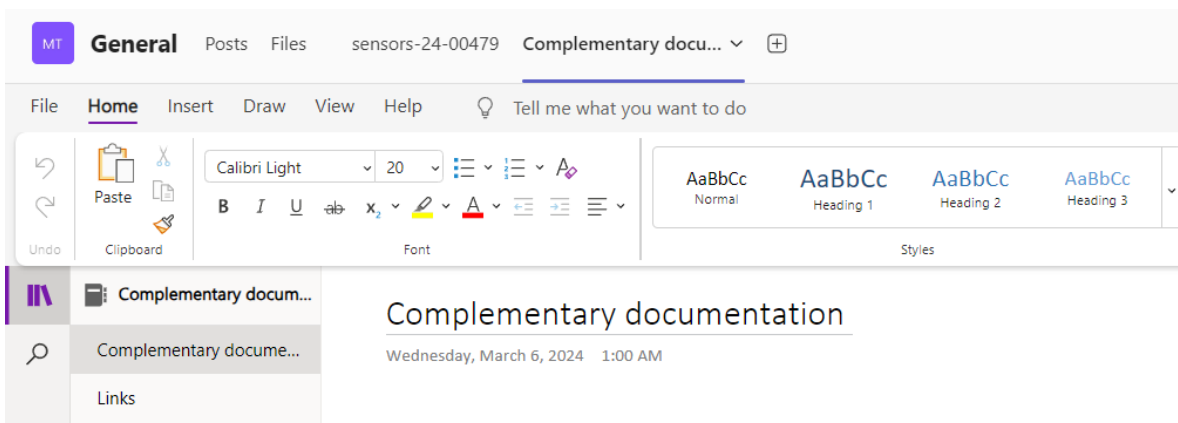 MT General Posts Files sensors-24-00479 Complementary docu...
File Home Insert Draw View Help Tell me what you want to do
Calibri Light 20
Paste
B I U ab x₂ A
AaBbCc AaBbCc AaBbCc AaBbCc
Normal Heading 1 Heading 2 Heading 3
Undo Clipboard Font Styles
Complementary docum...
Complementary documentation
Wednesday, March 6, 2024 1:00 AM
Complementary docume...
Links